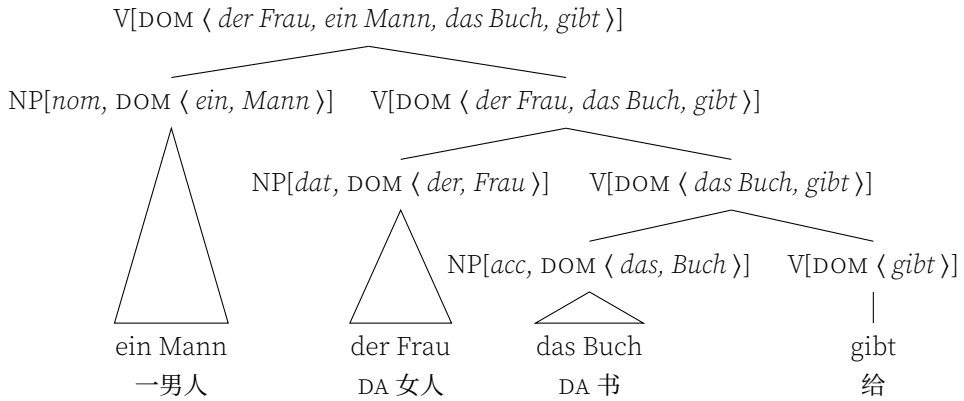 V[DOM ⟨ der Frau, ein Mann, das Buch, gibt ⟩]
NP[nom, DOM ⟨ ein, Mann ⟩] V[DOM ⟨ der Frau, das Buch, gibt ⟩]
NP[dat, DOM ⟨ der, Frau ⟩] V[DOM ⟨ das Buch, gibt ⟩]
NP[acc, DOM ⟨ das, Buch ⟩] V[DOM ⟨ gibt ⟩]
ein Mann der Frau das Buch gibt
一男人 DA 女人 DA 书 给